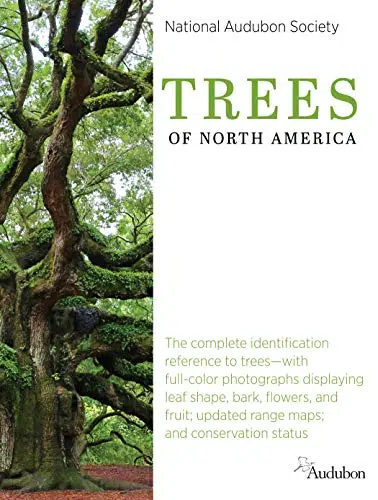 National Audubon Society
TREES
OF NORTH AMERICA
The complete identification
reference to trees—with
full-color photographs displaying
leaf shape, bark, flowers, and
fruit; updated range maps;
and conservation status
Audubon